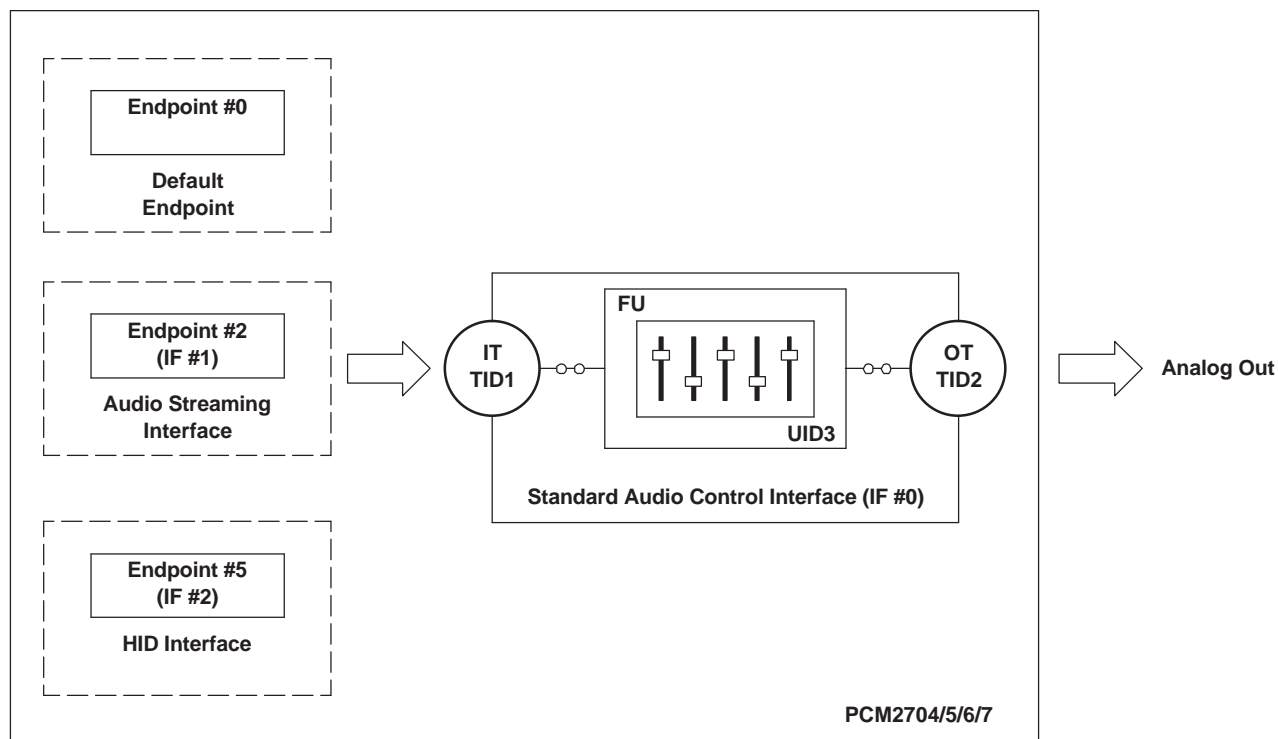 Endpoint #0
Default
Endpoint
Endpoint #2
(IF #1)
Audio Streaming
Interface
Endpoint #5
(IF #2)
HID Interface
IT
TID1
FU
UID3
OT
TID2
Standard Audio Control Interface (IF #0)
Analog Out
PCM2704/5/6/7